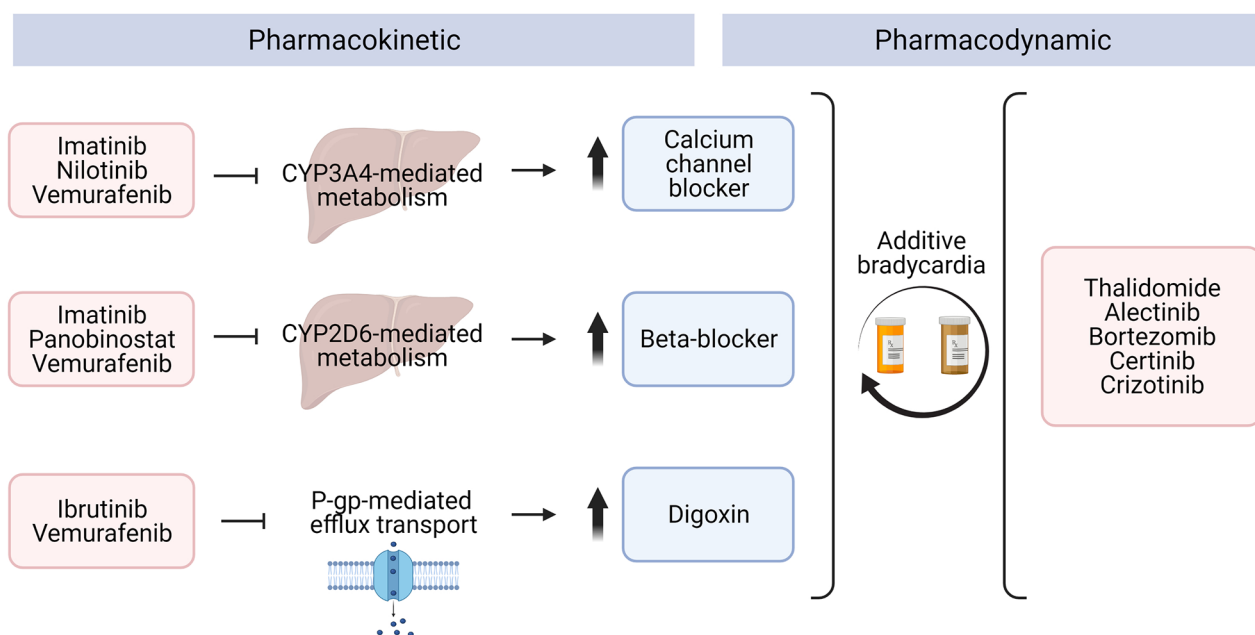 Pharmacokinetic
Pharmacodynamic
Imatinib
Nilotinib
Vemurafenib
CYP3A4-mediated
metabolism
Calcium
channel
blocker
Imatinib
Panobinostat
Vemurafenib
CYP2D6-mediated
metabolism
Beta-blocker
Ibrutinib
Vemurafenib
P-gp-mediated
efflux transport
Digoxin
Additive
bradycardia
Thalidomide
Alectinib
Bortezomib
Certinib
Crizotinib